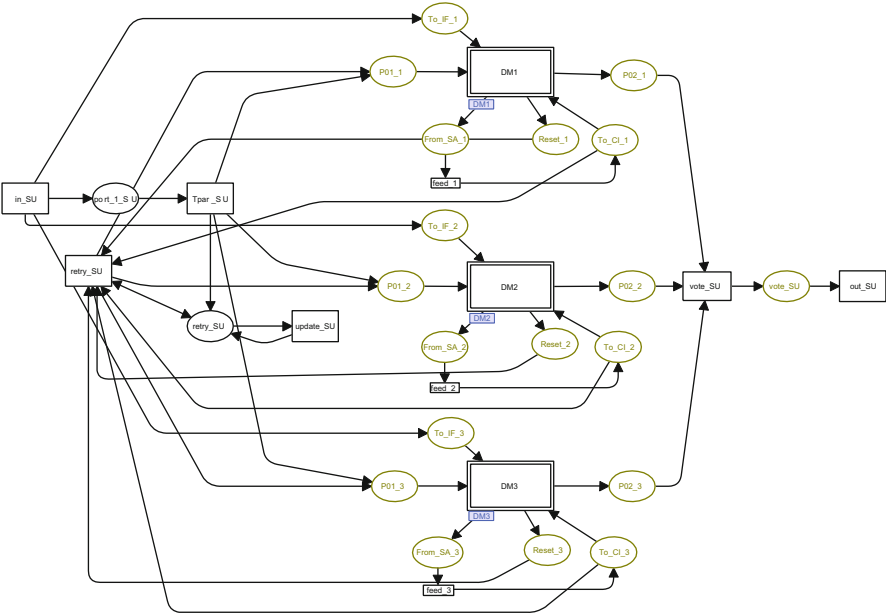 To_IF_1
P01_1
DM1
P02_1
DM1
From_SA_1
Reset_1
To_CI_1
feed_1
in_SU
port_1_SU
Tpar_SU
To_IF_2
retry_SU
P01_2
DM2
P02_2
vote_SU
vote_SU
out_SU
DM2
retry_SU
update_SU
From_SA_2
Reset_2
To_CI_2
feed_2
To_IF_3
P01_3
DM3
P02_3
DM3
From_SA_3
Reset_3
To_CI_3
feed_3